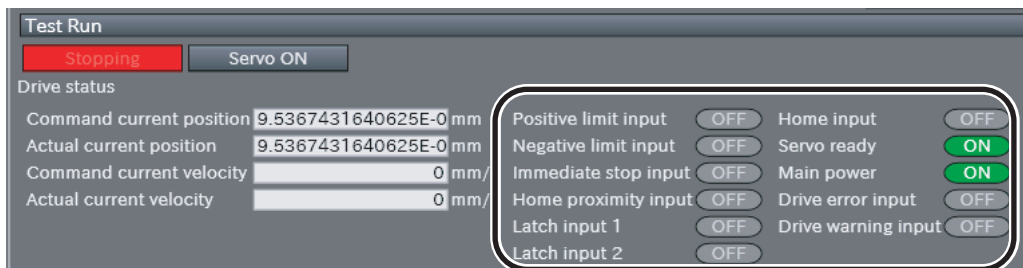 Test Run
Stopping Servo ON
Drive status
Command current position 9.5367431640625E-0 mm
Actual current position 9.5367431640625E-0 mm
Command current velocity 0 mm/
Actual current velocity 0 mm/
Positive limit input OFF Home input OFF
Negative limit input OFF Servo ready ON
Immediate stop input OFF Main power ON
Home proximity input OFF Drive error input OFF
Latch input 1 OFF Drive warning input OFF
Latch input 2 OFF